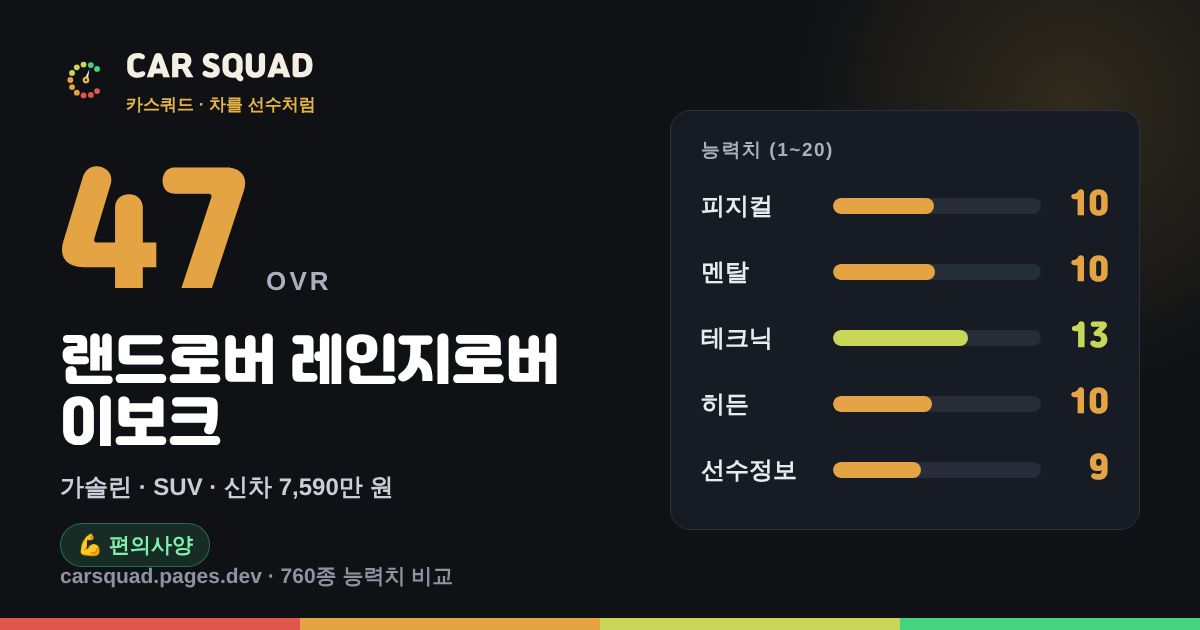 CAR SQUAD
카스쿼드 · 차를 선수처럼
47 OVR
랜드로버 레인지로버
이보크
가솔린 · SUV · 신차 7,590만 원
💪 편의사양
carsquad.pages.dev · 760종 능력치 비교
능력치 (1~20)
피지컬 10
멘탈 10
테크닉 13
히든 10
선수정보 9